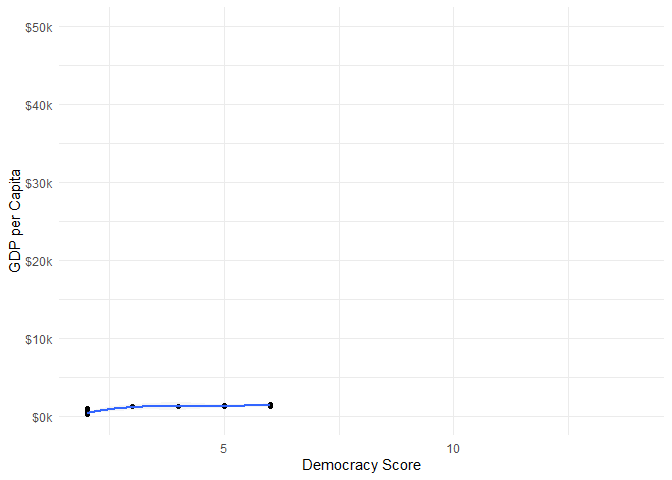 $50k
$40k
$30k
$20k
$10k
$0k
GDP per Capita
5 10
Democracy Score